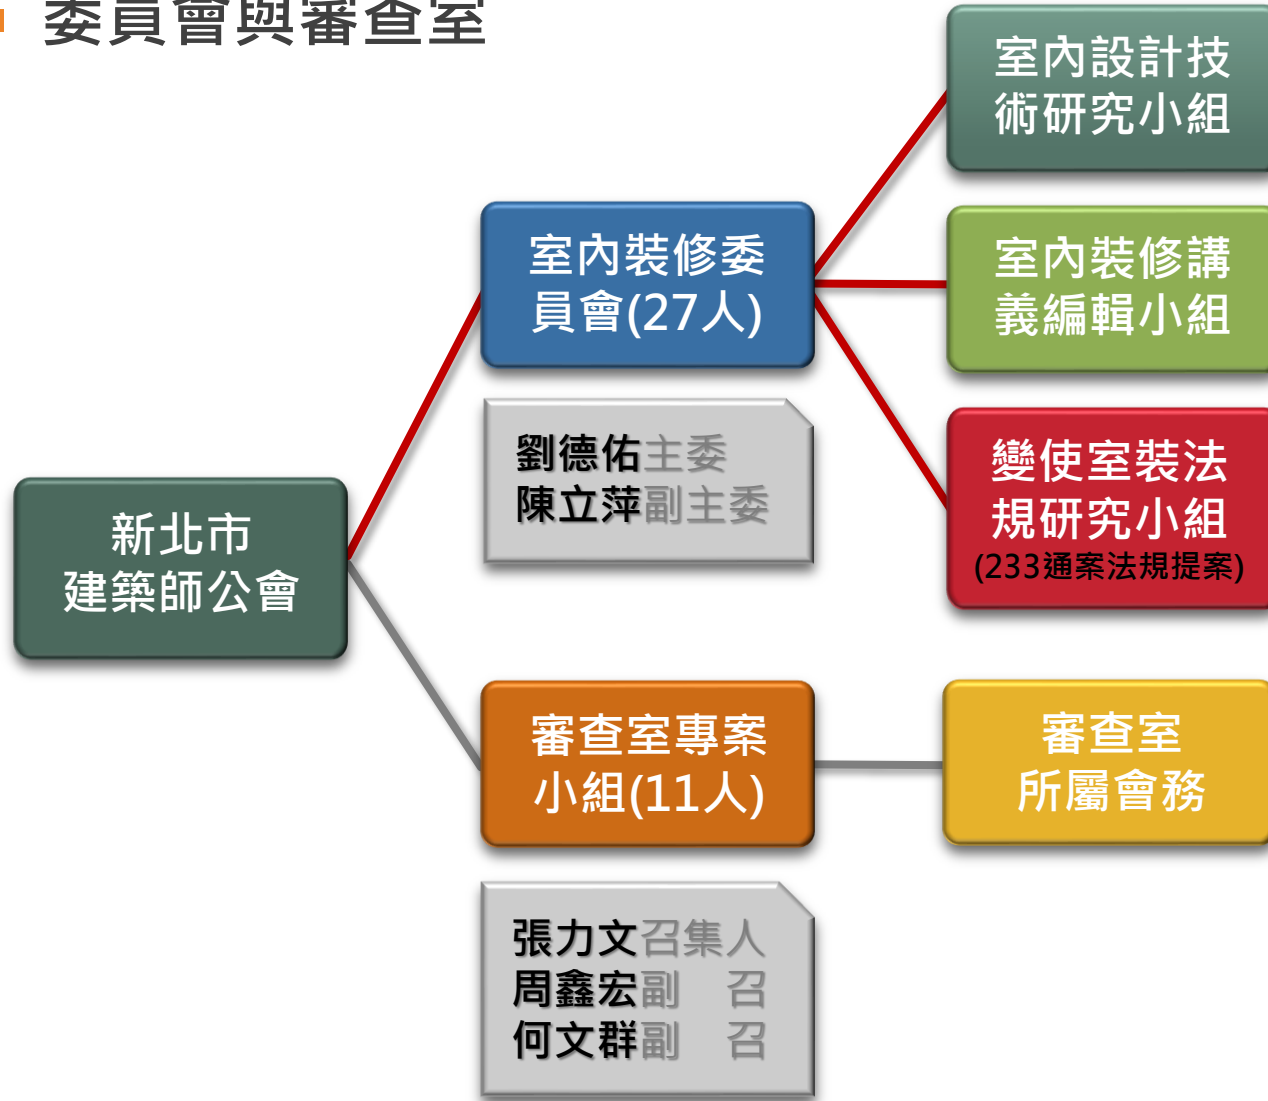 委員會與審查室
新北市
建築師公會
室內裝修委
員會(27人)
劉德佑主委
陳立萍副主委
室內設計技
術研究小組
室內裝修講
義編輯小組
變使室裝法
規研究小組
(233通案法規提案)
審查室專案
小組(11人)
張力文召集人
周鑫宏副　召
何文群副　召
審查室
所屬會務